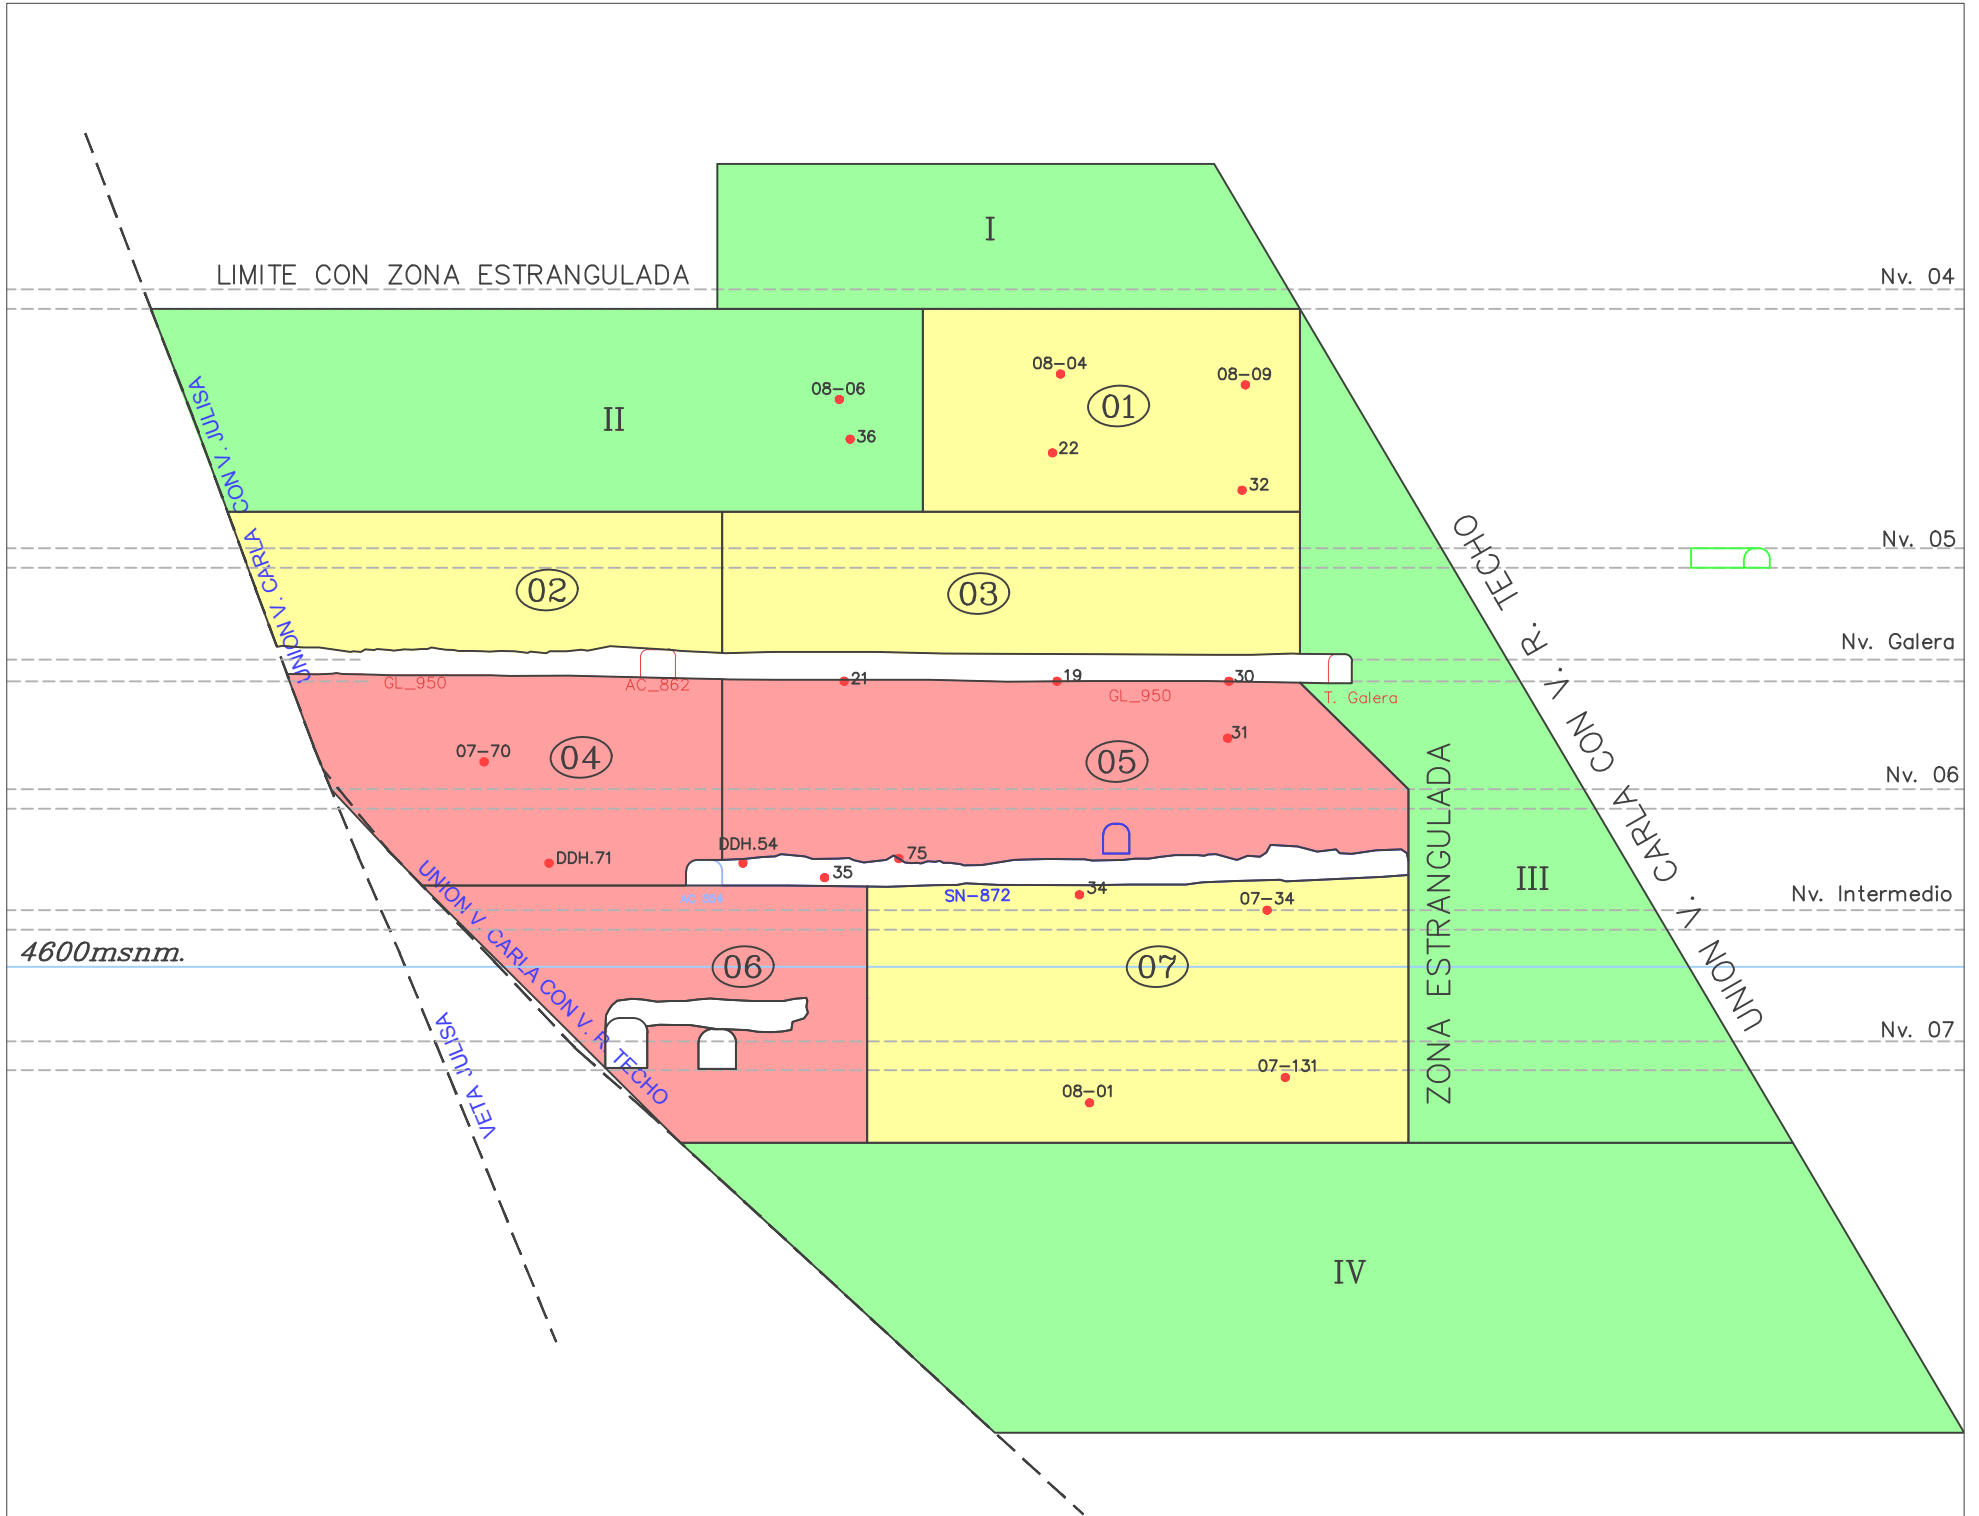 I
LIMITE CON ZONA ESTRANGULADA
Nv. 04
08-04
08-09
08-06
II
01
36
22
32
UNION V. CARLA CON V. JULISA
UNION V. CARLA CON V. R. TECHO
Nv. 05
02
03
Nv. Galera
GL_950
AC_862
21
19
30
GL_950
T. Galera
31
07-70
04
05
Nv. 06
DDH.54
DDH.71
75
35
ZONA ESTRANGULADA
III
34
SN-872
07-34
Nv. Intermedio
UNION V. CARLA CON V. R. TECHO
4600msnm.
06
07
Nv. 07
VETA JULISA
07-131
08-01
IV